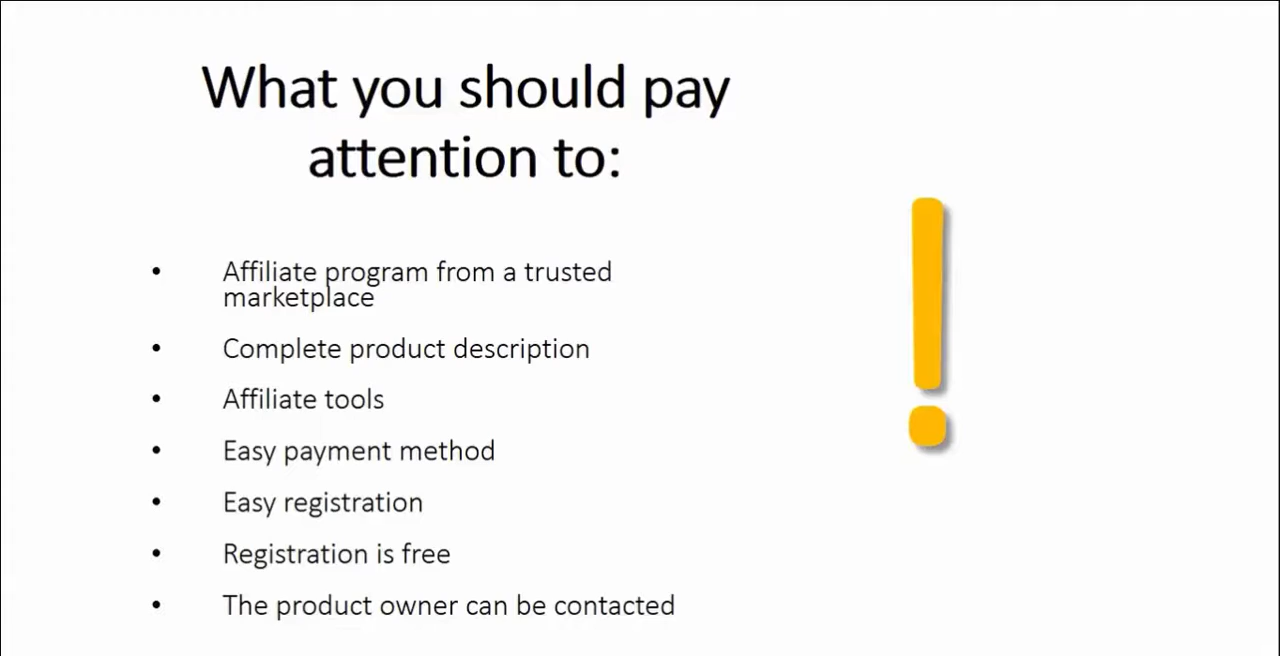 What you should pay
attention to:
• Affiliate program from a trusted
marketplace
• Complete product description
• Affiliate tools
• Easy payment method
• Easy registration
• Registration is free
• The product owner can be contacted
!